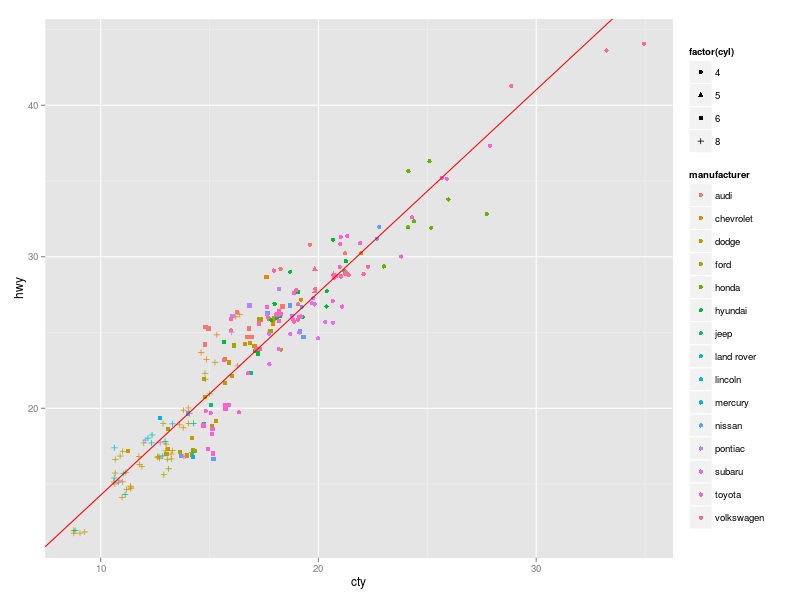 factor(cyl)
4
5
6
8
manufacturer
audi
chevrolet
dodge
ford
honda
hyundai
jeep
land rover
lincoln
mercury
nissan
pontiac
subaru
toyota
volkswagen
hwy
40
30
20
10
20
30
cty